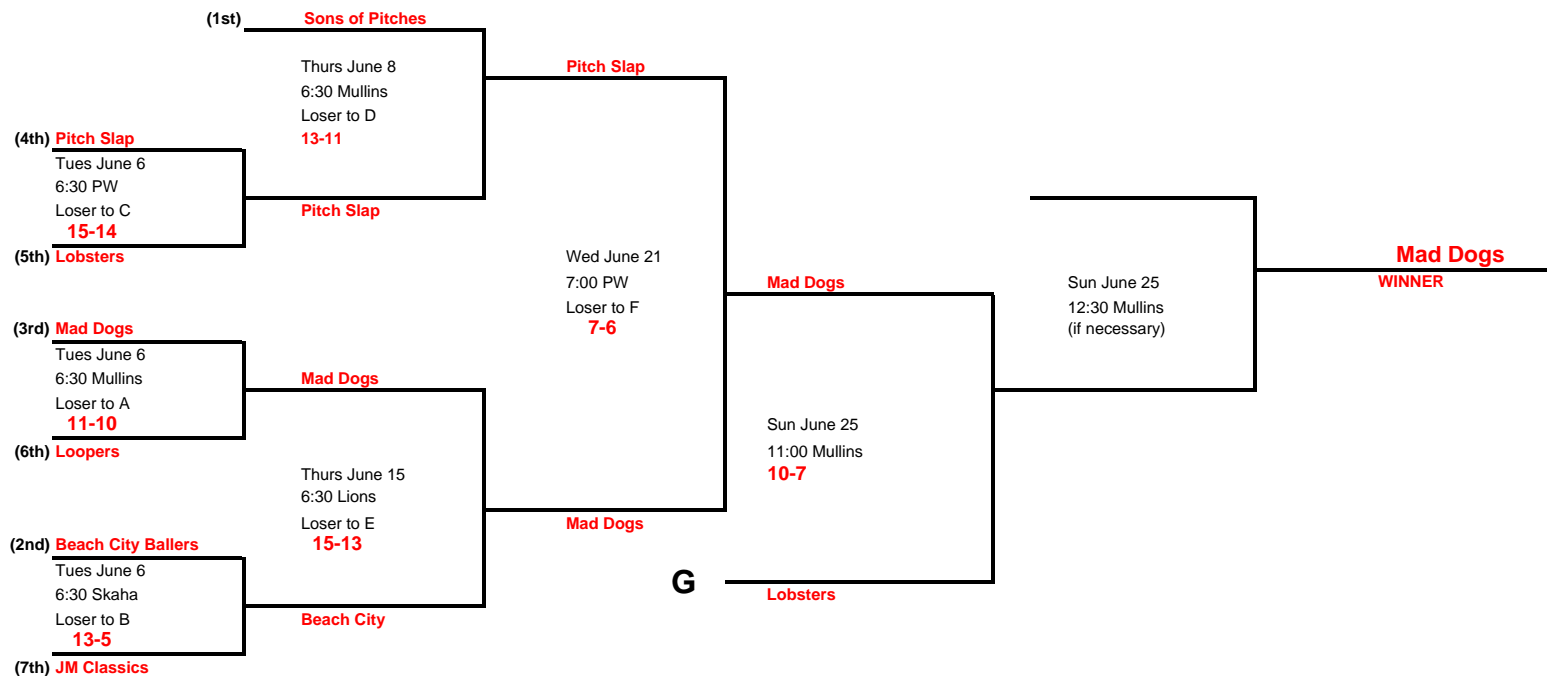 (1st) Sons of Pitches
Thurs June 8
6:30 Mullins
Loser to D
13-11
Pitch Slap
(4th) Pitch Slap
Tues June 6
6:30 PW
Loser to C
15-14
(5th) Lobsters
Pitch Slap
Wed June 21
7:00 PW
Loser to F
7-6
(3rd) Mad Dogs
Tues June 6
6:30 Mullins
Loser to A
11-10
(6th) Loopers
Mad Dogs
Thurs June 15
6:30 Lions
Loser to E
15-13
Mad Dogs
(2nd) Beach City Ballers
Tues June 6
6:30 Skaha
Loser to B
13-5
(7th) JM Classics
Beach City
Mad Dogs
Sun June 25
11:00 Mullins
10-7
G
Lobsters
Sun June 25
12:30 Mullins
(if necessary)
Mad Dogs
WINNER